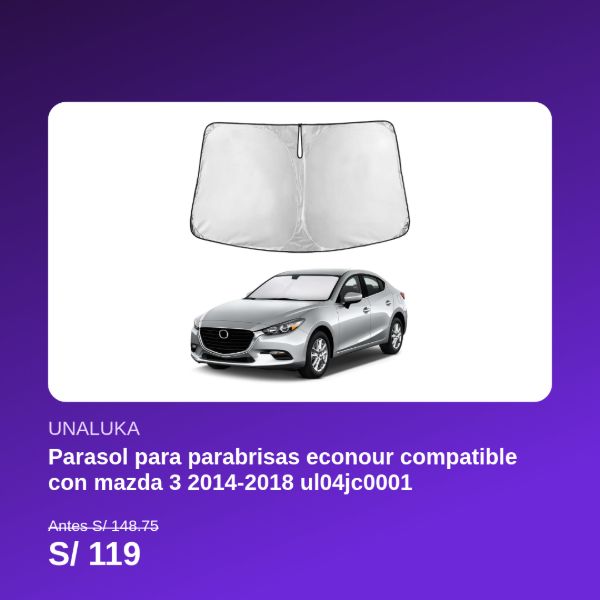 UNALUKA
Parasol para parabrisas econour compatible
con mazda 3 2014-2018 ul04jc0001
Antes S/ 148.75
S/ 119